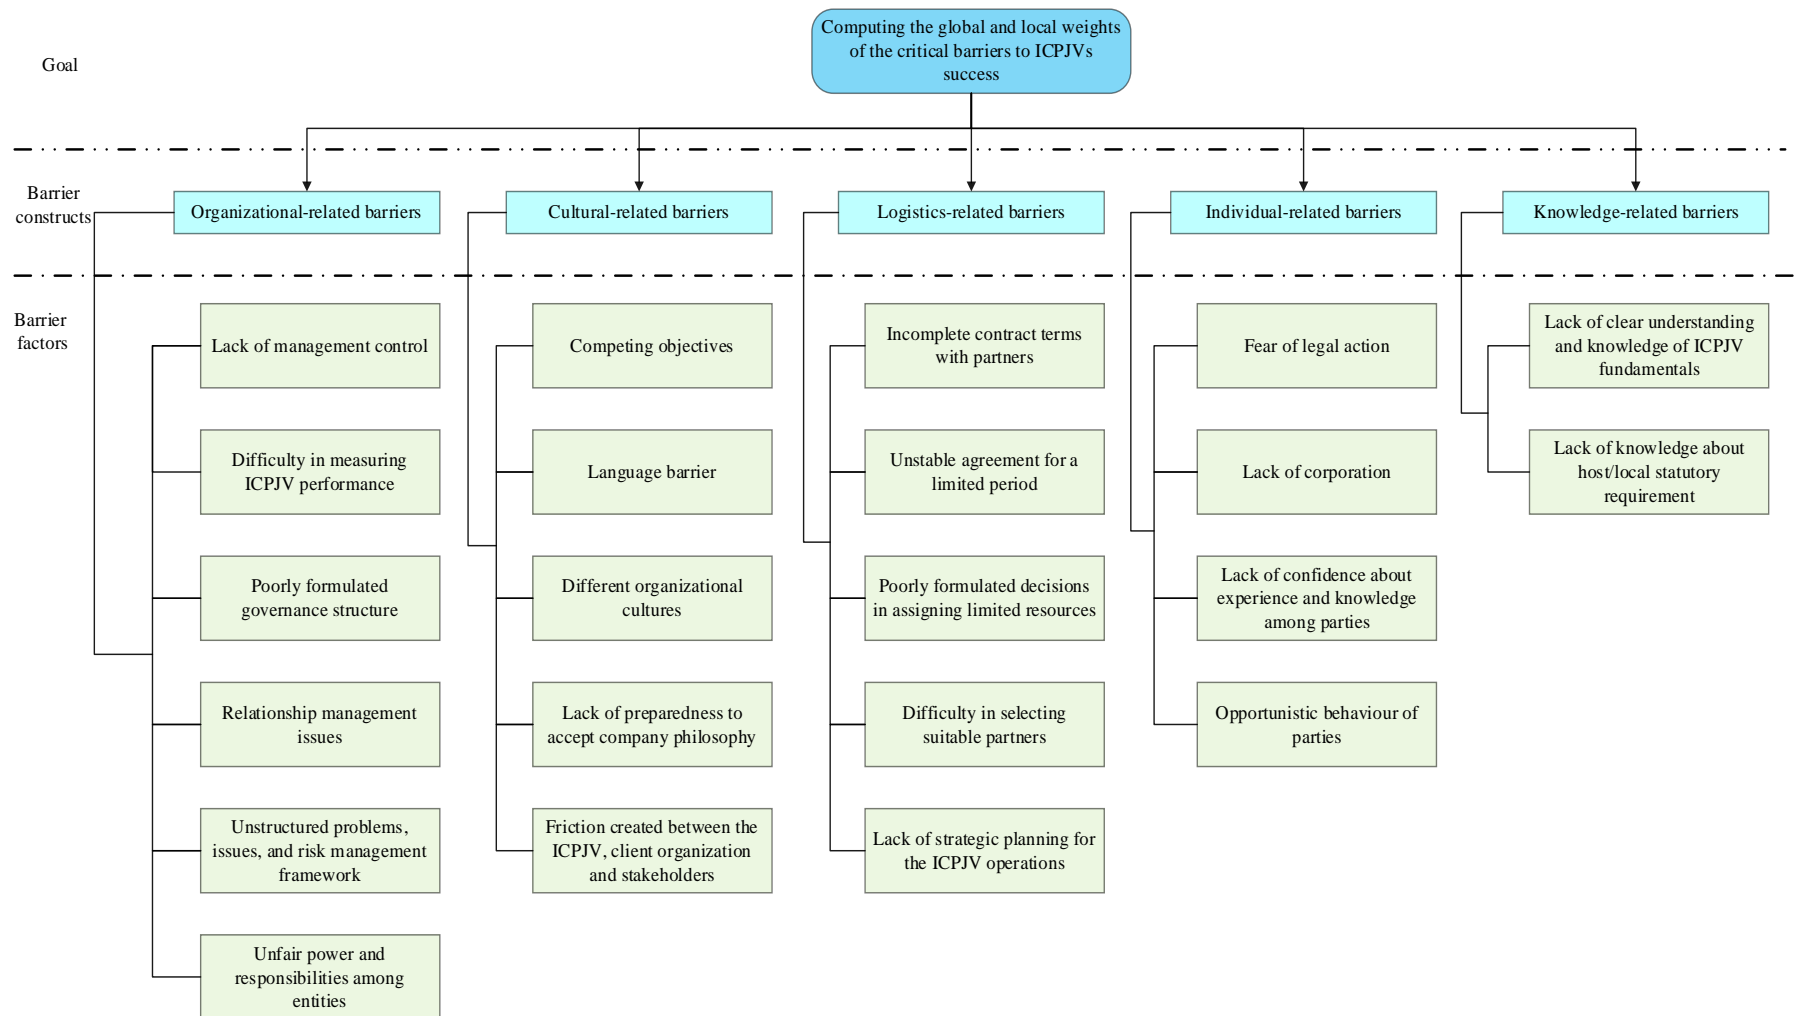 Computing the global and local weights
of the critical barriers to ICPJVs
success
Goal
Barrier
constructs
Organizational-related barriers
Cultural-related barriers
Logistics-related barriers
Individual-related barriers
Knowledge-related barriers
Barrier
factors
Lack of management control
Difficulty in measuring
ICPJV performance
Poorly formulated
governance structure
Relationship management
issues
Unstructured problems,
issues, and risk management
framework
Unfair power and
responsibilities among
entities
Competing objectives
Language barrier
Different organizational
cultures
Lack of preparedness to
accept company philosophy
Friction created between the
ICPJV, client organization
and stakeholders
Incomplete contract terms
with partners
Unstable agreement for a
limited period
Poorly formulated decisions
in assigning limited resources
Difficulty in selecting
suitable partners
Lack of strategic planning for
the ICPJV operations
Fear of legal action
Lack of corporation
Lack of confidence about
experience and knowledge
among parties
Opportunistic behaviour of
parties
Lack of clear understanding
and knowledge of ICPJV
fundamentals
Lack of knowledge about
host/local statutory
requirement